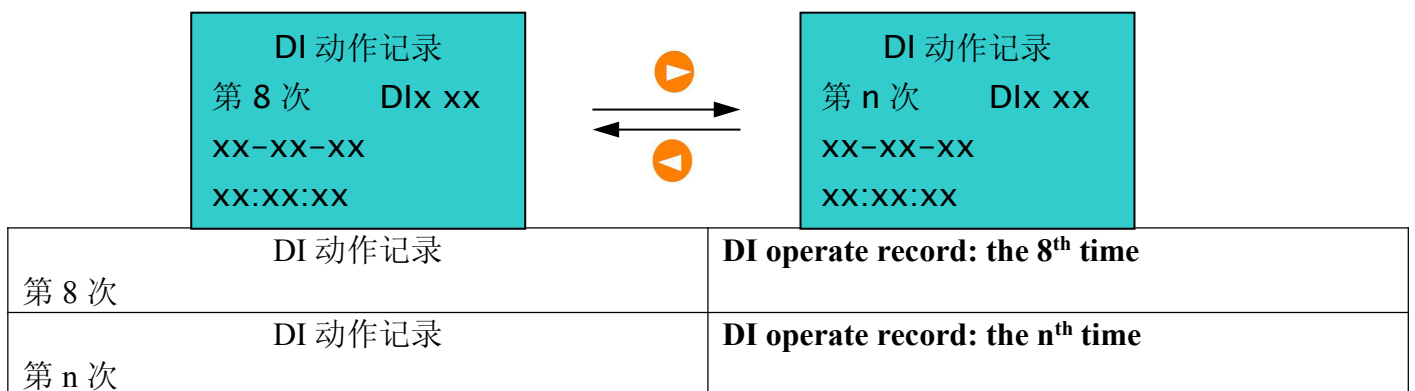 DI 动作记录
第 8 次 DIx xx
xx-xx-xx
xx:xx:xx
DI 动作记录
第 n 次 DIx xx
xx-xx-xx
xx:xx:xx
DI 动作记录
第 8 次
DI operate record: the 8th time
DI 动作记录
第 n 次
DI operate record: the nth time